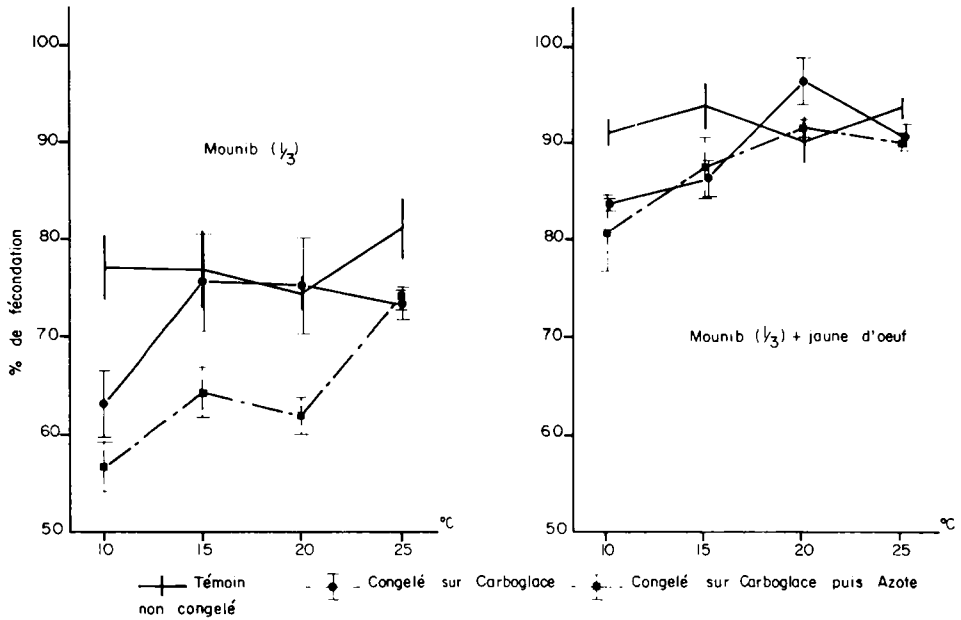 % de fécondation
100
90
80
70
60
50
Mounib (1/3)
10 15 20 25
°C
100
90
80
70
60
50
Mounib (1/3) + jaune d'oeuf
10 15 20 25
°C
Témoin
non congelé
Congelé sur Carboglace
Congelé sur Carboglace puis Azote